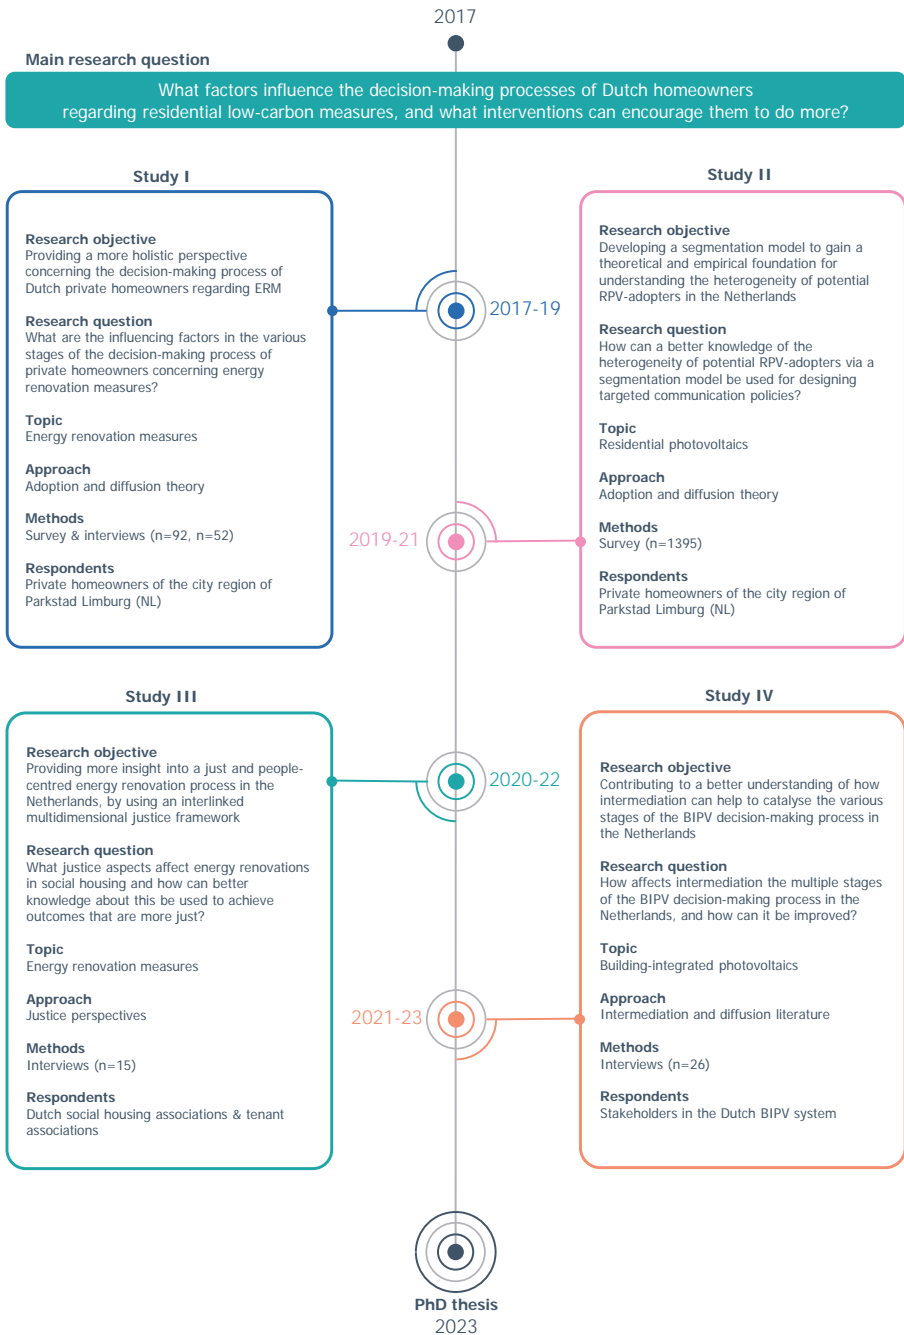 2017
Main research question
What factors influence the decision-making processes of Dutch homeowners
regarding residential low-carbon measures, and what interventions can encourage them to do more?
Study I
Research objective
Providing a more holistic perspective
concerning the decision-making process of
Dutch private homeowners regarding ERM
Research question
What are the influencing factors in the various
stages of the decision-making process of
private homeowners concerning energy
renovation measures?
Topic
Energy renovation measures
Approach
Adoption and diffusion theory
Methods
Survey & interviews (n=92, n=52)
Respondents
Private homeowners of the city region of
Parkstad Limburg (NL)
2017-19
Study II
Research objective
Developing a segmentation model to gain a
theoretical and empirical foundation for
understanding the heterogeneity of potential
RPV-adopters in the Netherlands
Research question
How can a better knowledge of the
heterogeneity of potential RPV-adopters via a
segmentation model be used for designing
targeted communication policies?
Topic
Residential photovoltaics
Approach
Adoption and diffusion theory
Methods
Survey (n=1395)
Respondents
Private homeowners of the city region of
Parkstad Limburg (NL)
2019-21
Study III
Research objective
Providing more insight into a just and people-
centred energy renovation process in the
Netherlands, by using an interlinked
multidimensional justice framework
Research question
What justice aspects affect energy renovations
in social housing and how can better
knowledge about this be used to achieve
outcomes that are more just?
Topic
Energy renovation measures
Approach
Justice perspectives
Methods
Interviews (n=15)
Respondents
Dutch social housing associations & tenant
associations
2020-22
Study IV
Research objective
Contributing to a better understanding of how
intermediation can help to catalyse the various
stages of the BIPV decision-making process in
the Netherlands
Research question
How affects intermediation the multiple stages
of the BIPV decision-making process in the
Netherlands, and how can it be improved?
Topic
Building-integrated photovoltaics
Approach
Intermediation and diffusion literature
Methods
Interviews (n=26)
Respondents
Stakeholders in the Dutch BIPV system
2021-23
PhD thesis
2023